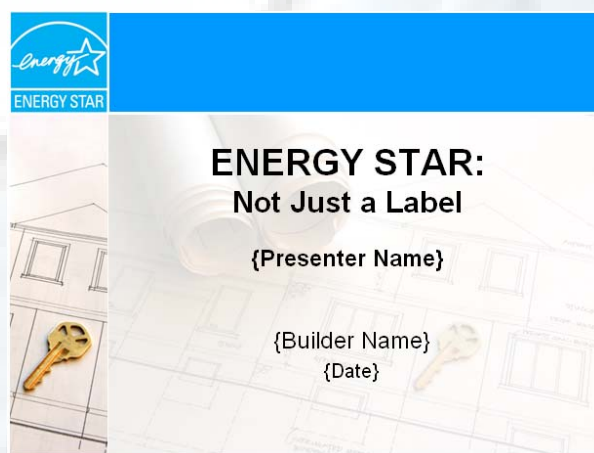 energy
ENERGY STAR
ENERGY STAR:
Not Just a Label
{Presenter Name}
{Builder Name}
{Date}